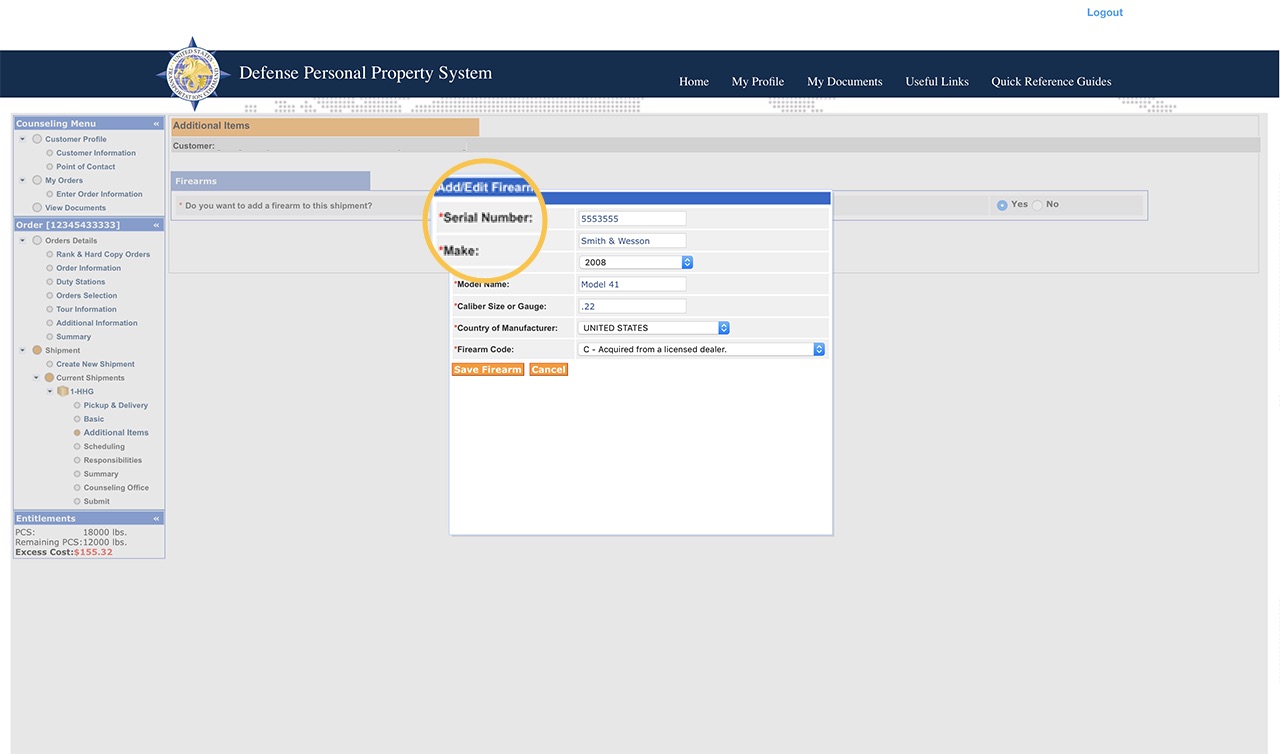 Logout
Defense Personal Property System
Home My Profile My Documents Useful Links Quick Reference Guides
Counseling Menu «
Customer Profile
Customer Information
Point of Contact
My Orders
Enter Order Information
View Documents
Order [12345433333] «
Orders Details
Rank & Hard Copy Orders
Order Information
Duty Stations
Orders Selection
Tour Information
Additional Information
Summary
Shipment
Create New Shipment
Current Shipments
1-HHG
Pickup & Delivery
Basic
Additional Items
Scheduling
Responsibilities
Summary
Counseling Office
Submit
Entitlements «
PCS: 18000 lbs.
Remaining PCS:12000 lbs.
Excess Cost:$155.32
Additional Items
Customer:
Firearms
* Do you want to add a firearm to this shipment? Yes No
Add/Edit Firearm
*Serial Number: 5553555
*Make: Smith & Wesson
2008
*Model Name: Model 41
*Caliber Size or Gauge: .22
*Country of Manufacturer: UNITED STATES
*Firearm Code: C - Acquired from a licensed dealer.
Save Firearm Cancel